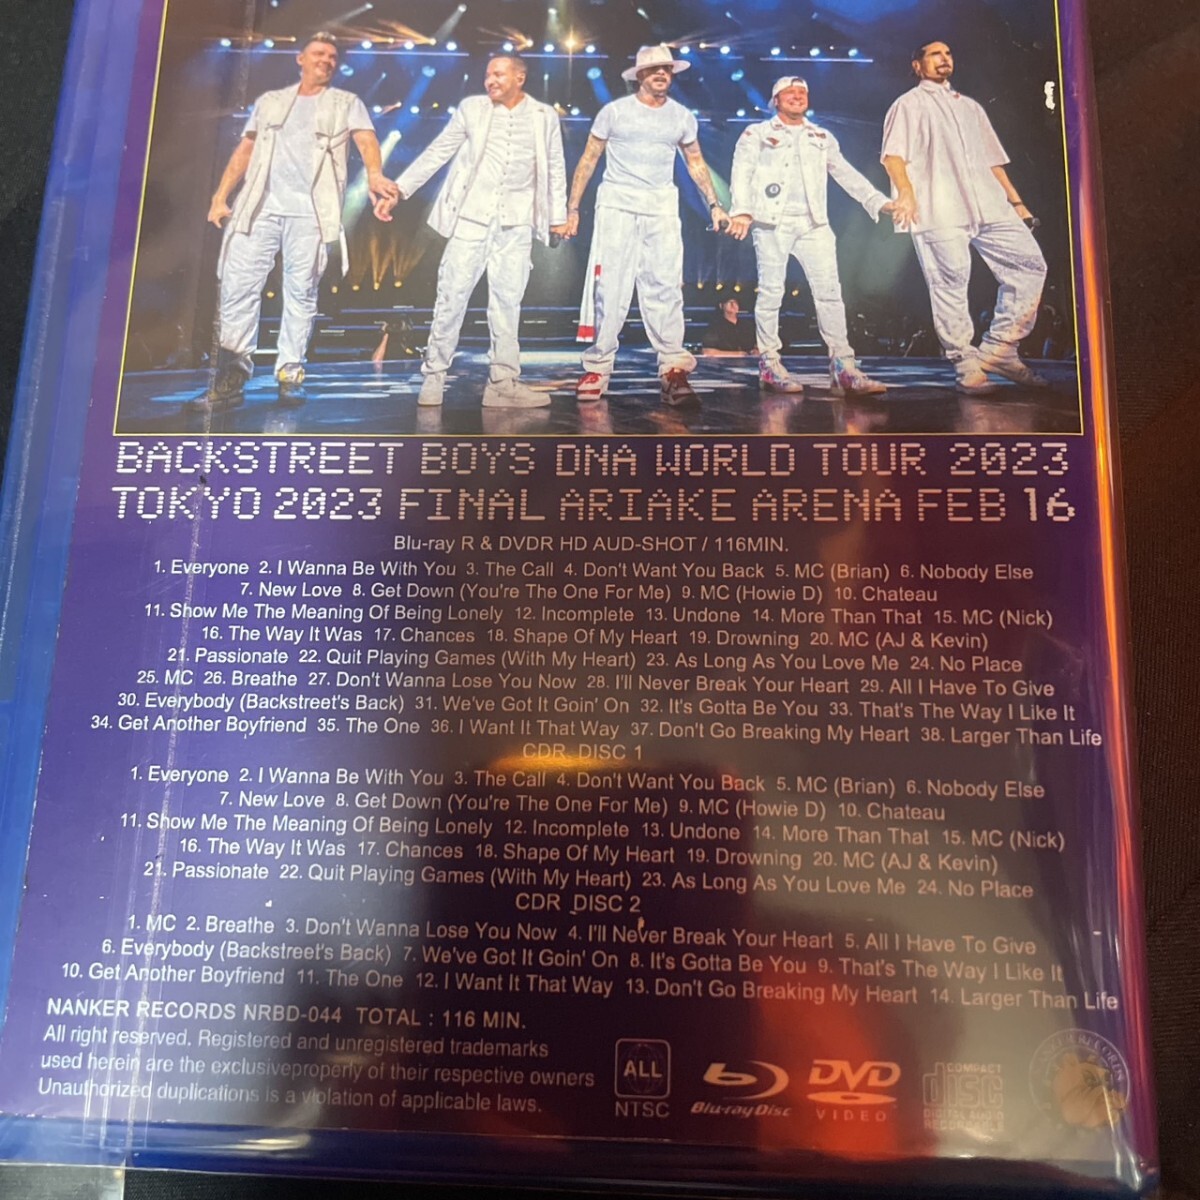 BACKSTREET BOYS DNA WORLD TOUR 2023
TOKYO 2023 FINAL ARIAKE ARENA FEB 16
Blu-ray R & DVDR HD AUD-SHOT / 116MIN.
1. Everyone 2. I Wanna Be With You 3. The Call 4. Don't Want You Back 5. MC (Brian) 6. Nobody Else
7. New Love 8. Get Down (You're The One For Me) 9. MC (Howie D) 10. Chateau
11. Show Me The Meaning Of Being Lonely 12. Incomplete 13. Undone 14. More Than That 15. MC (Nick)
16. The Way It Was 17. Chances 18. Shape Of My Heart 19. Drowning 20. MC (AJ & Kevin)
21. Passionate 22. Quit Playing Games (With My Heart) 23. As Long As You Love Me 24. No Place
25. MC 26. Breathe 27. Don't Wanna Lose You Now 28. I'll Never Break Your Heart 29. All I Have To Give
30. Everybody (Backstreet's Back) 31. We've Got It Goin' On 32. It's Gotta Be You 33. That's The Way I Like It
34. Get Another Boyfriend 35. The One 36. I Want It That Way 37. Don't Go Breaking My Heart 38. Larger Than Life
CDR DISC 1
1. Everyone 2. I Wanna Be With You 3. The Call 4. Don't Want You Back 5. MC (Brian) 6. Nobody Else
7. New Love 8. Get Down (You're The One For Me) 9. MC (Howie D) 10. Chateau
11. Show Me The Meaning Of Being Lonely 12. Incomplete 13. Undone 14. More Than That 15. MC (Nick)
16. The Way It Was 17. Chances 18. Shape Of My Heart 19. Drowning 20. MC (AJ & Kevin)
21. Passionate 22. Quit Playing Games (With My Heart) 23. As Long As You Love Me 24. No Place
CDR DISC 2
1. MC 2. Breathe 3. Don't Wanna Lose You Now 4. I'll Never Break Your Heart 5. All I Have To Give
6. Everybody (Backstreet's Back) 7. We've Got It Goin' On 8. It's Gotta Be You 9. That's The Way I Like It
10. Get Another Boyfriend 11. The One 12. I Want It That Way 13. Don't Go Breaking My Heart 14. Larger Than Life
NANKER RECORDS NRBD-044 TOTAL : 116 MIN.
All right reserved. Registered and unregistered trademarks
used herein are the exclusiveproperly of their respective owners
Unauthorized duplications is a violation of applicable laws.
ALL
NTSC
Blu-ray Disc
DVD
VIDEO
COMPACT
disc
DIGITAL AUDIO